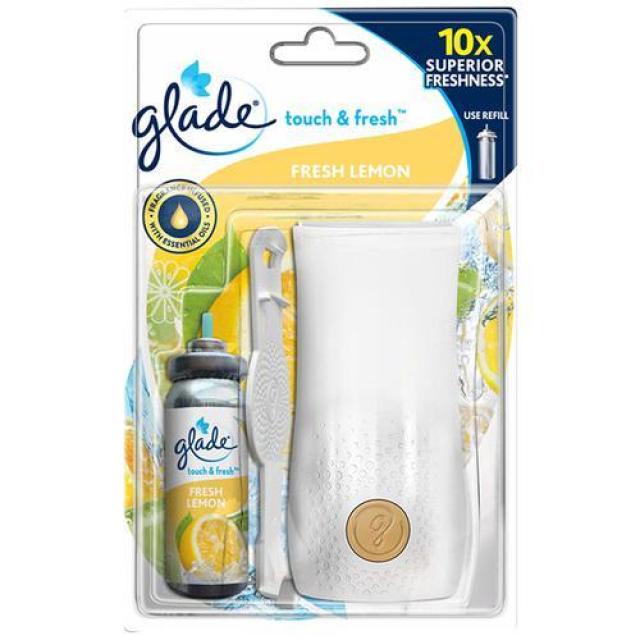 10x
SUPERIOR
FRESHNESS*
USE REFILL
glade®
touch & fresh™
FRESH LEMON
FRAGRANCE INFUSED
WITH ESSENTIAL OILS
glade®
touch & fresh™
FRESH
LEMON